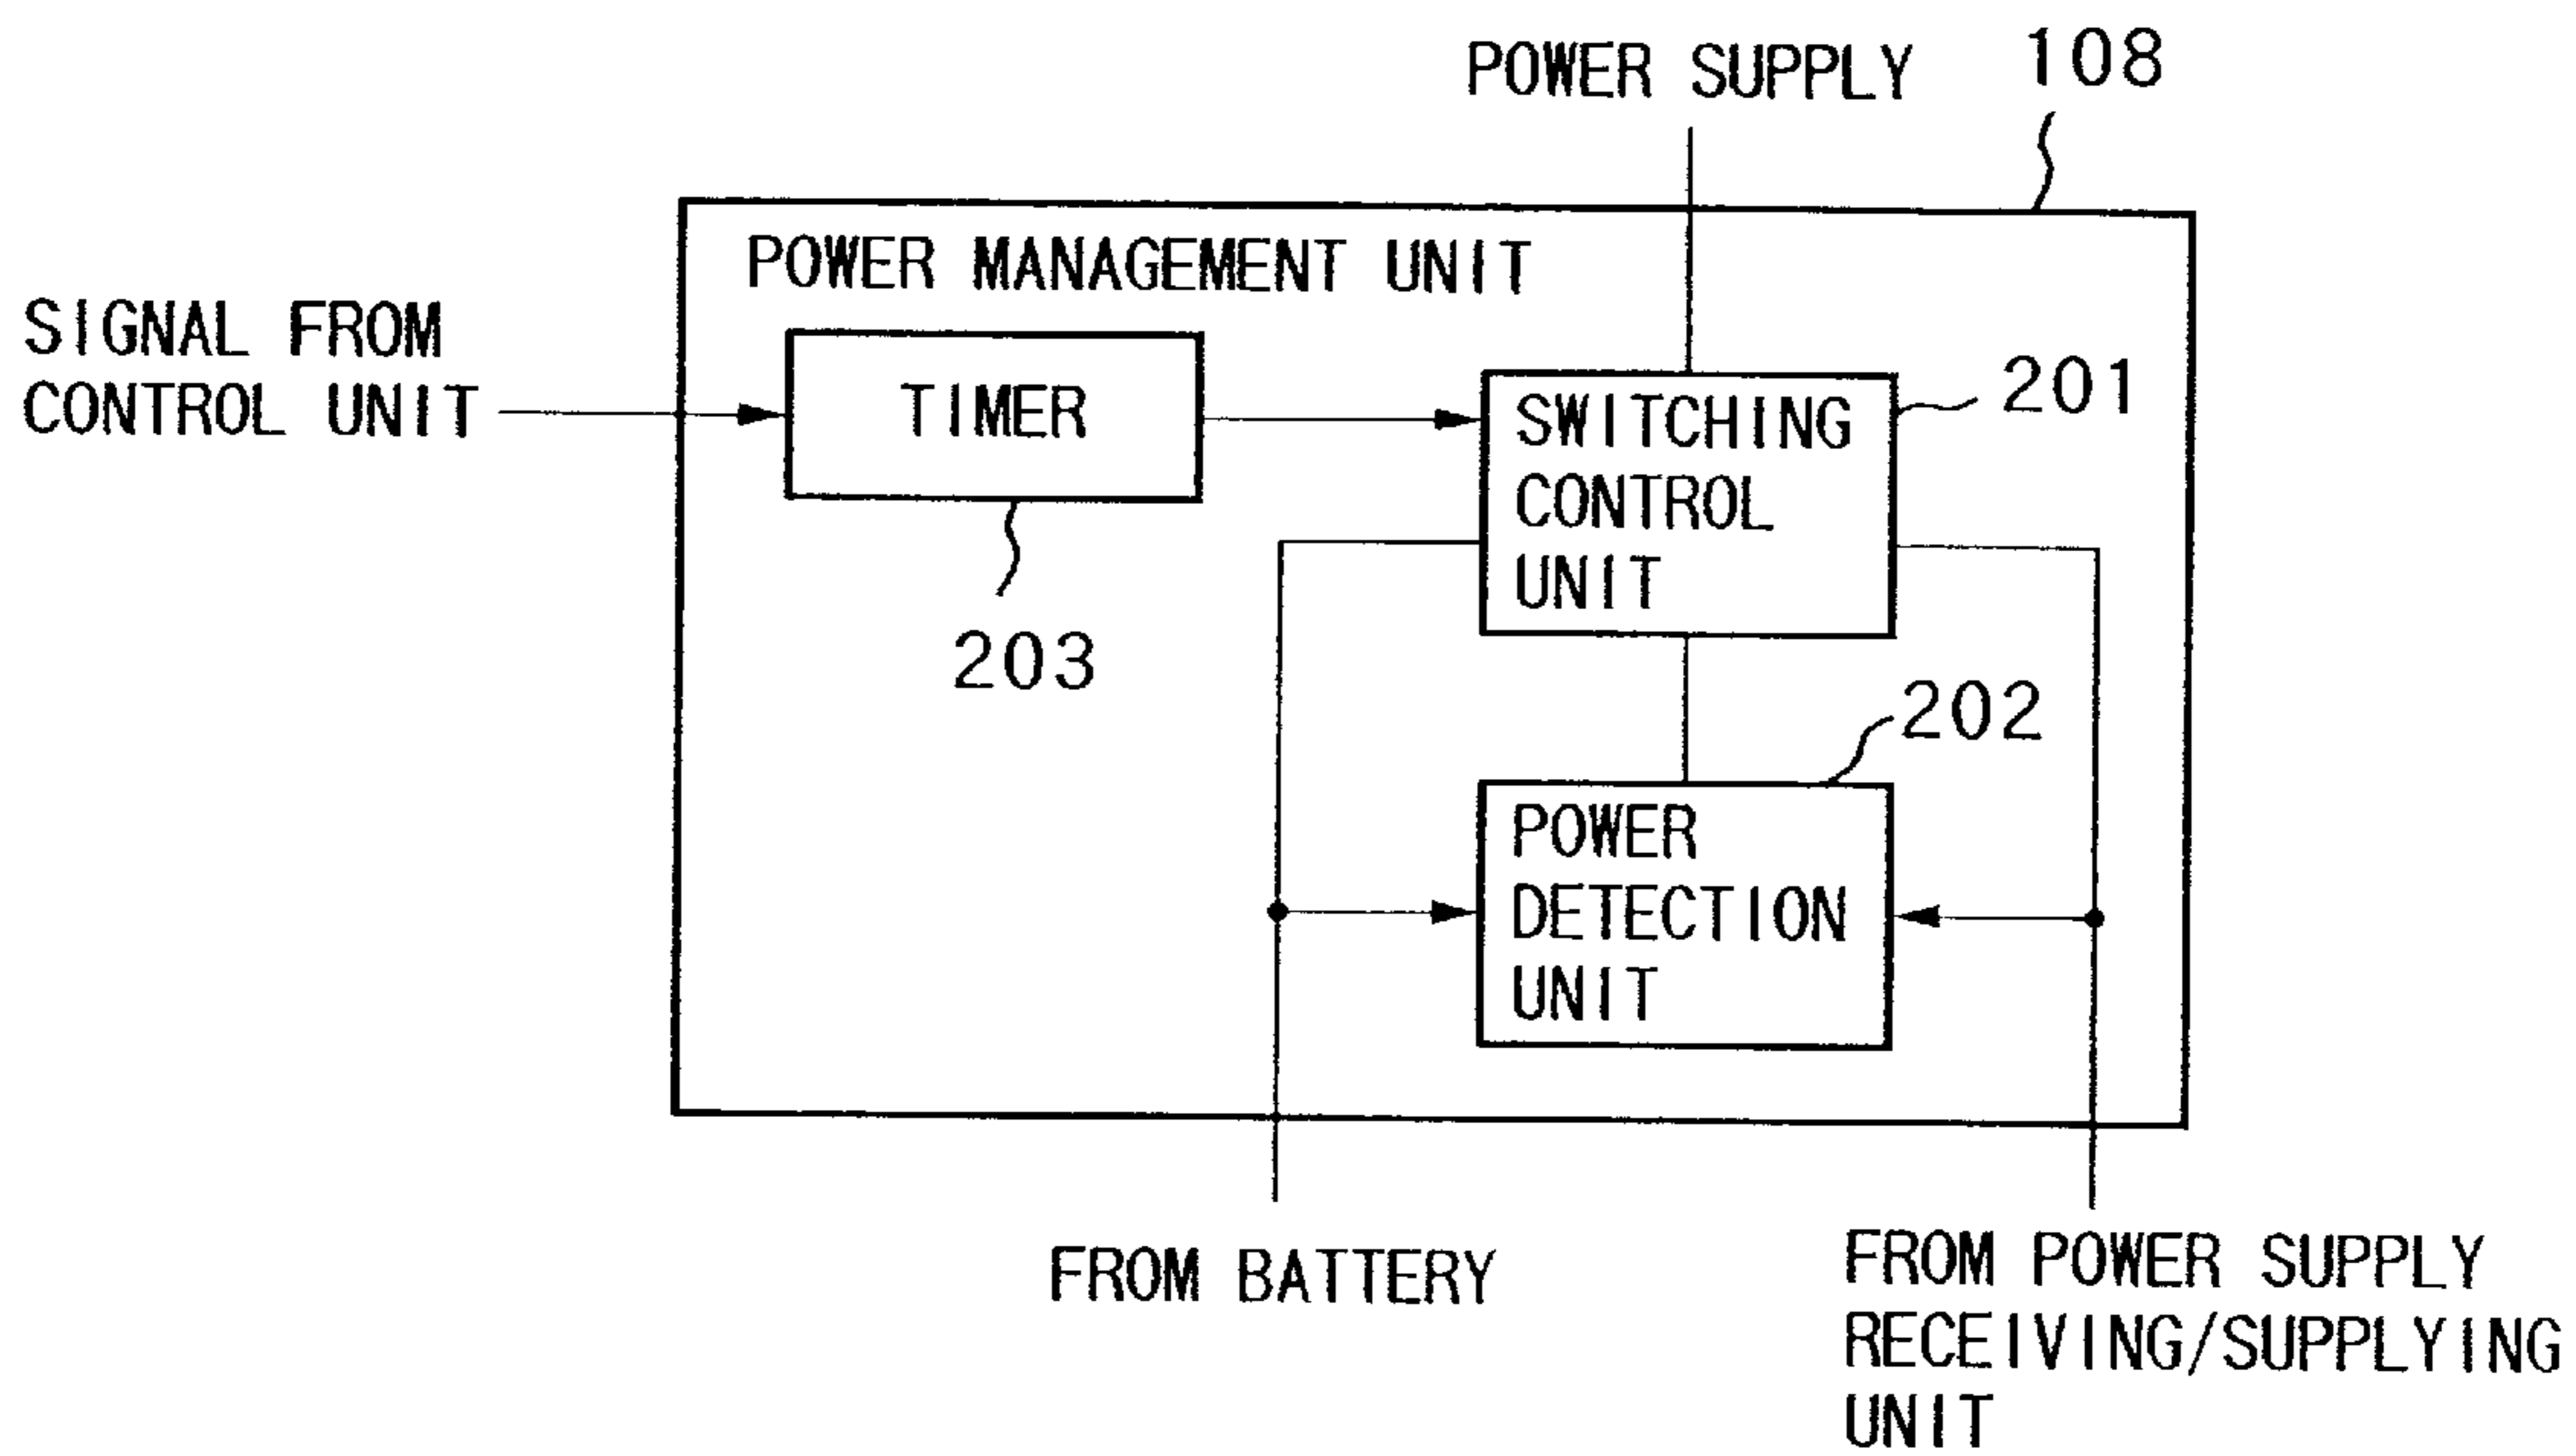 POWER SUPPLY
108
POWER MANAGEMENT UNIT
SIGNAL FROM
CONTROL UNIT
TIMER
203
SWITCHING
CONTROL
UNIT
201
202
POWER
DETECTION
UNIT
FROM BATTERY
FROM POWER SUPPLY
RECEIVING/SUPPLYING
UNIT